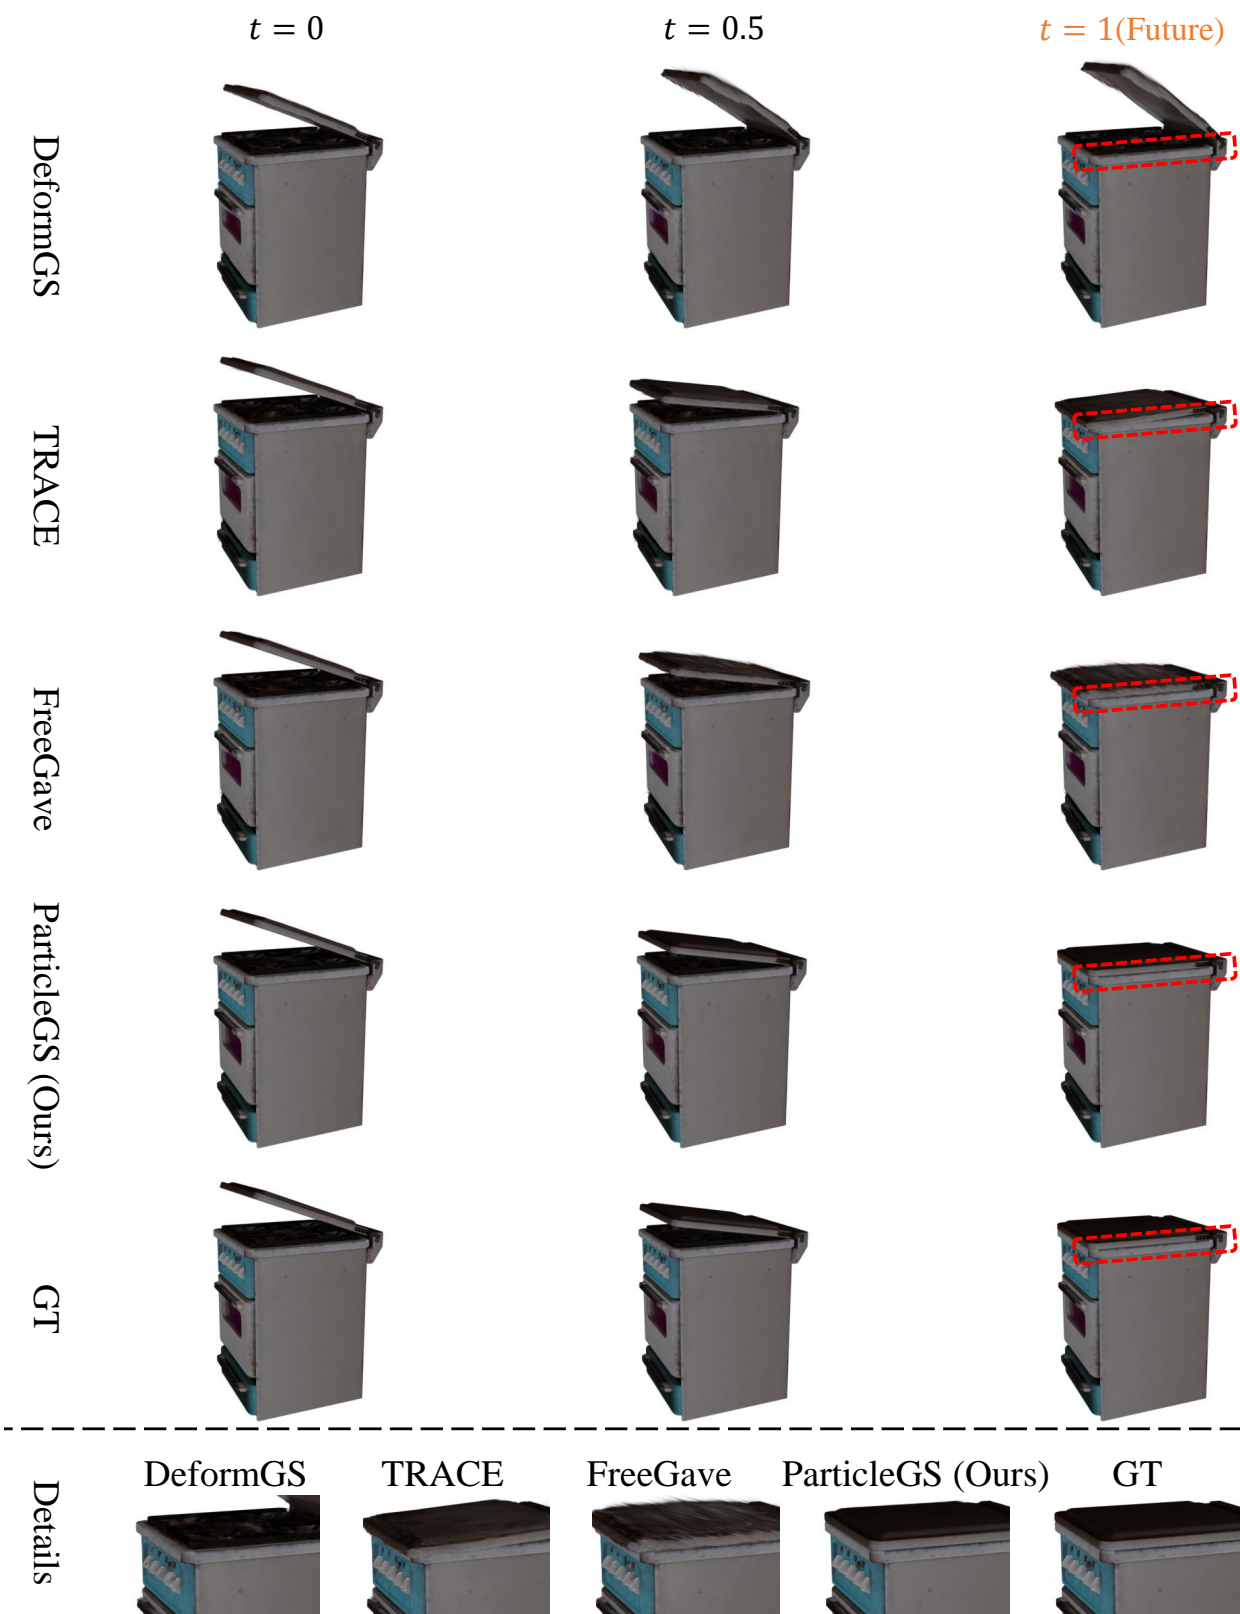 t = 0
t = 0.5
t = 1(Future)
DeformGS
TRACE
FreeGave
ParticleGS (Ours)
GT
Details
DeformGS
TRACE
FreeGave
ParticleGS (Ours)
GT